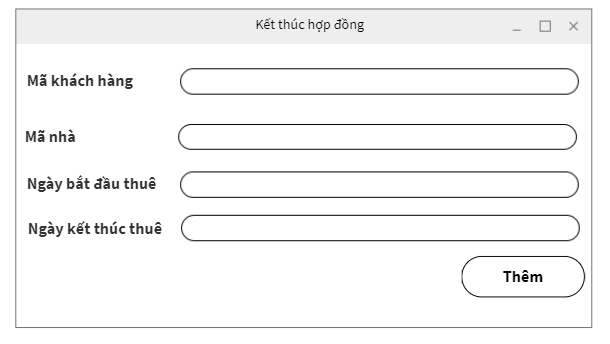 Kết thúc hợp đồng
Mã khách hàng
Mã nhà
Ngày bắt đầu thuê
Ngày kết thúc thuê
Thêm